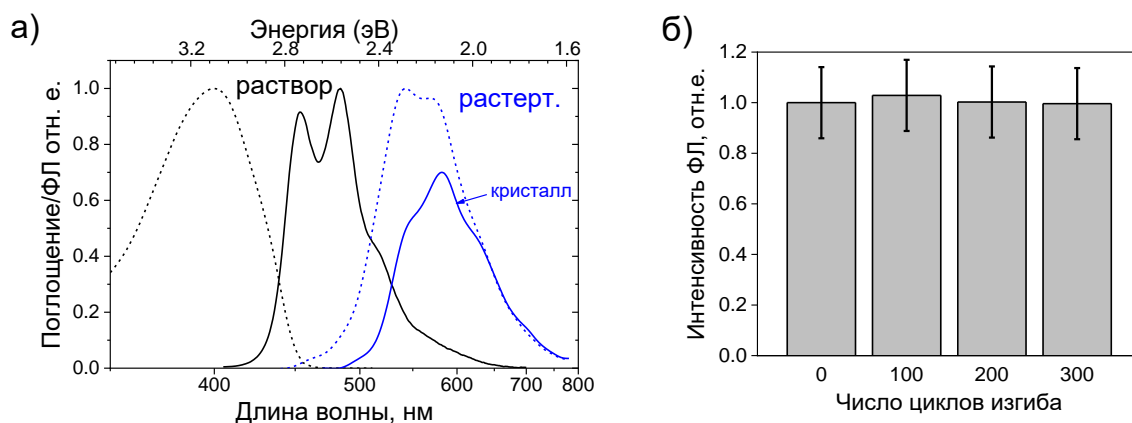 а)
Энергия (эВ)
3.2 2.8 2.4 2.0 1.6
1.0
0.8
0.6
0.4
0.2
0.0
Поглощение/ФЛ отн. е.
раствор
растерт.
кристалл
400 500 600 700 800
Длина волны, нм
б)
1.2
1.0
0.8
0.6
0.4
0.2
0.0
Интенсивность ФЛ, отн.е.
0 100 200 300
Число циклов изгиба